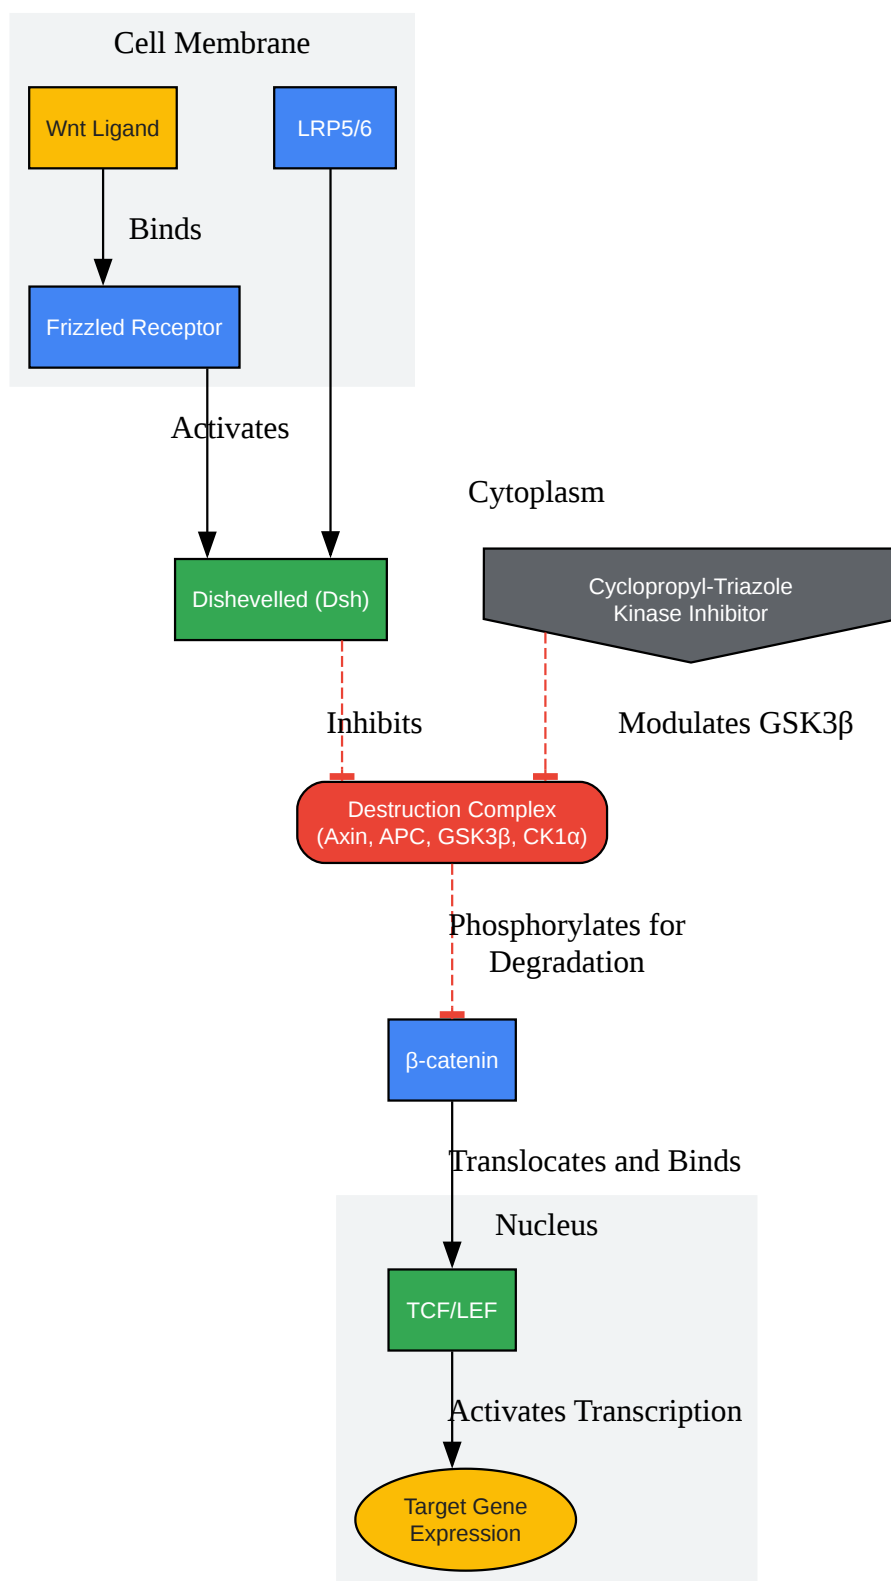 Cell Membrane
Wnt Ligand
LRP5/6
Binds
Frizzled Receptor
Activates
Cytoplasm
Dishevelled (Dsh)
Cyclopropyl-Triazole
Kinase Inhibitor
Inhibits
Modulates GSK3β
Destruction Complex
(Axin, APC, GSK3β, CK1α)
Phosphorylates for
Degradation
β-catenin
Translocates and Binds
Nucleus
TCF/LEF
Activates Transcription
Target Gene
Expression